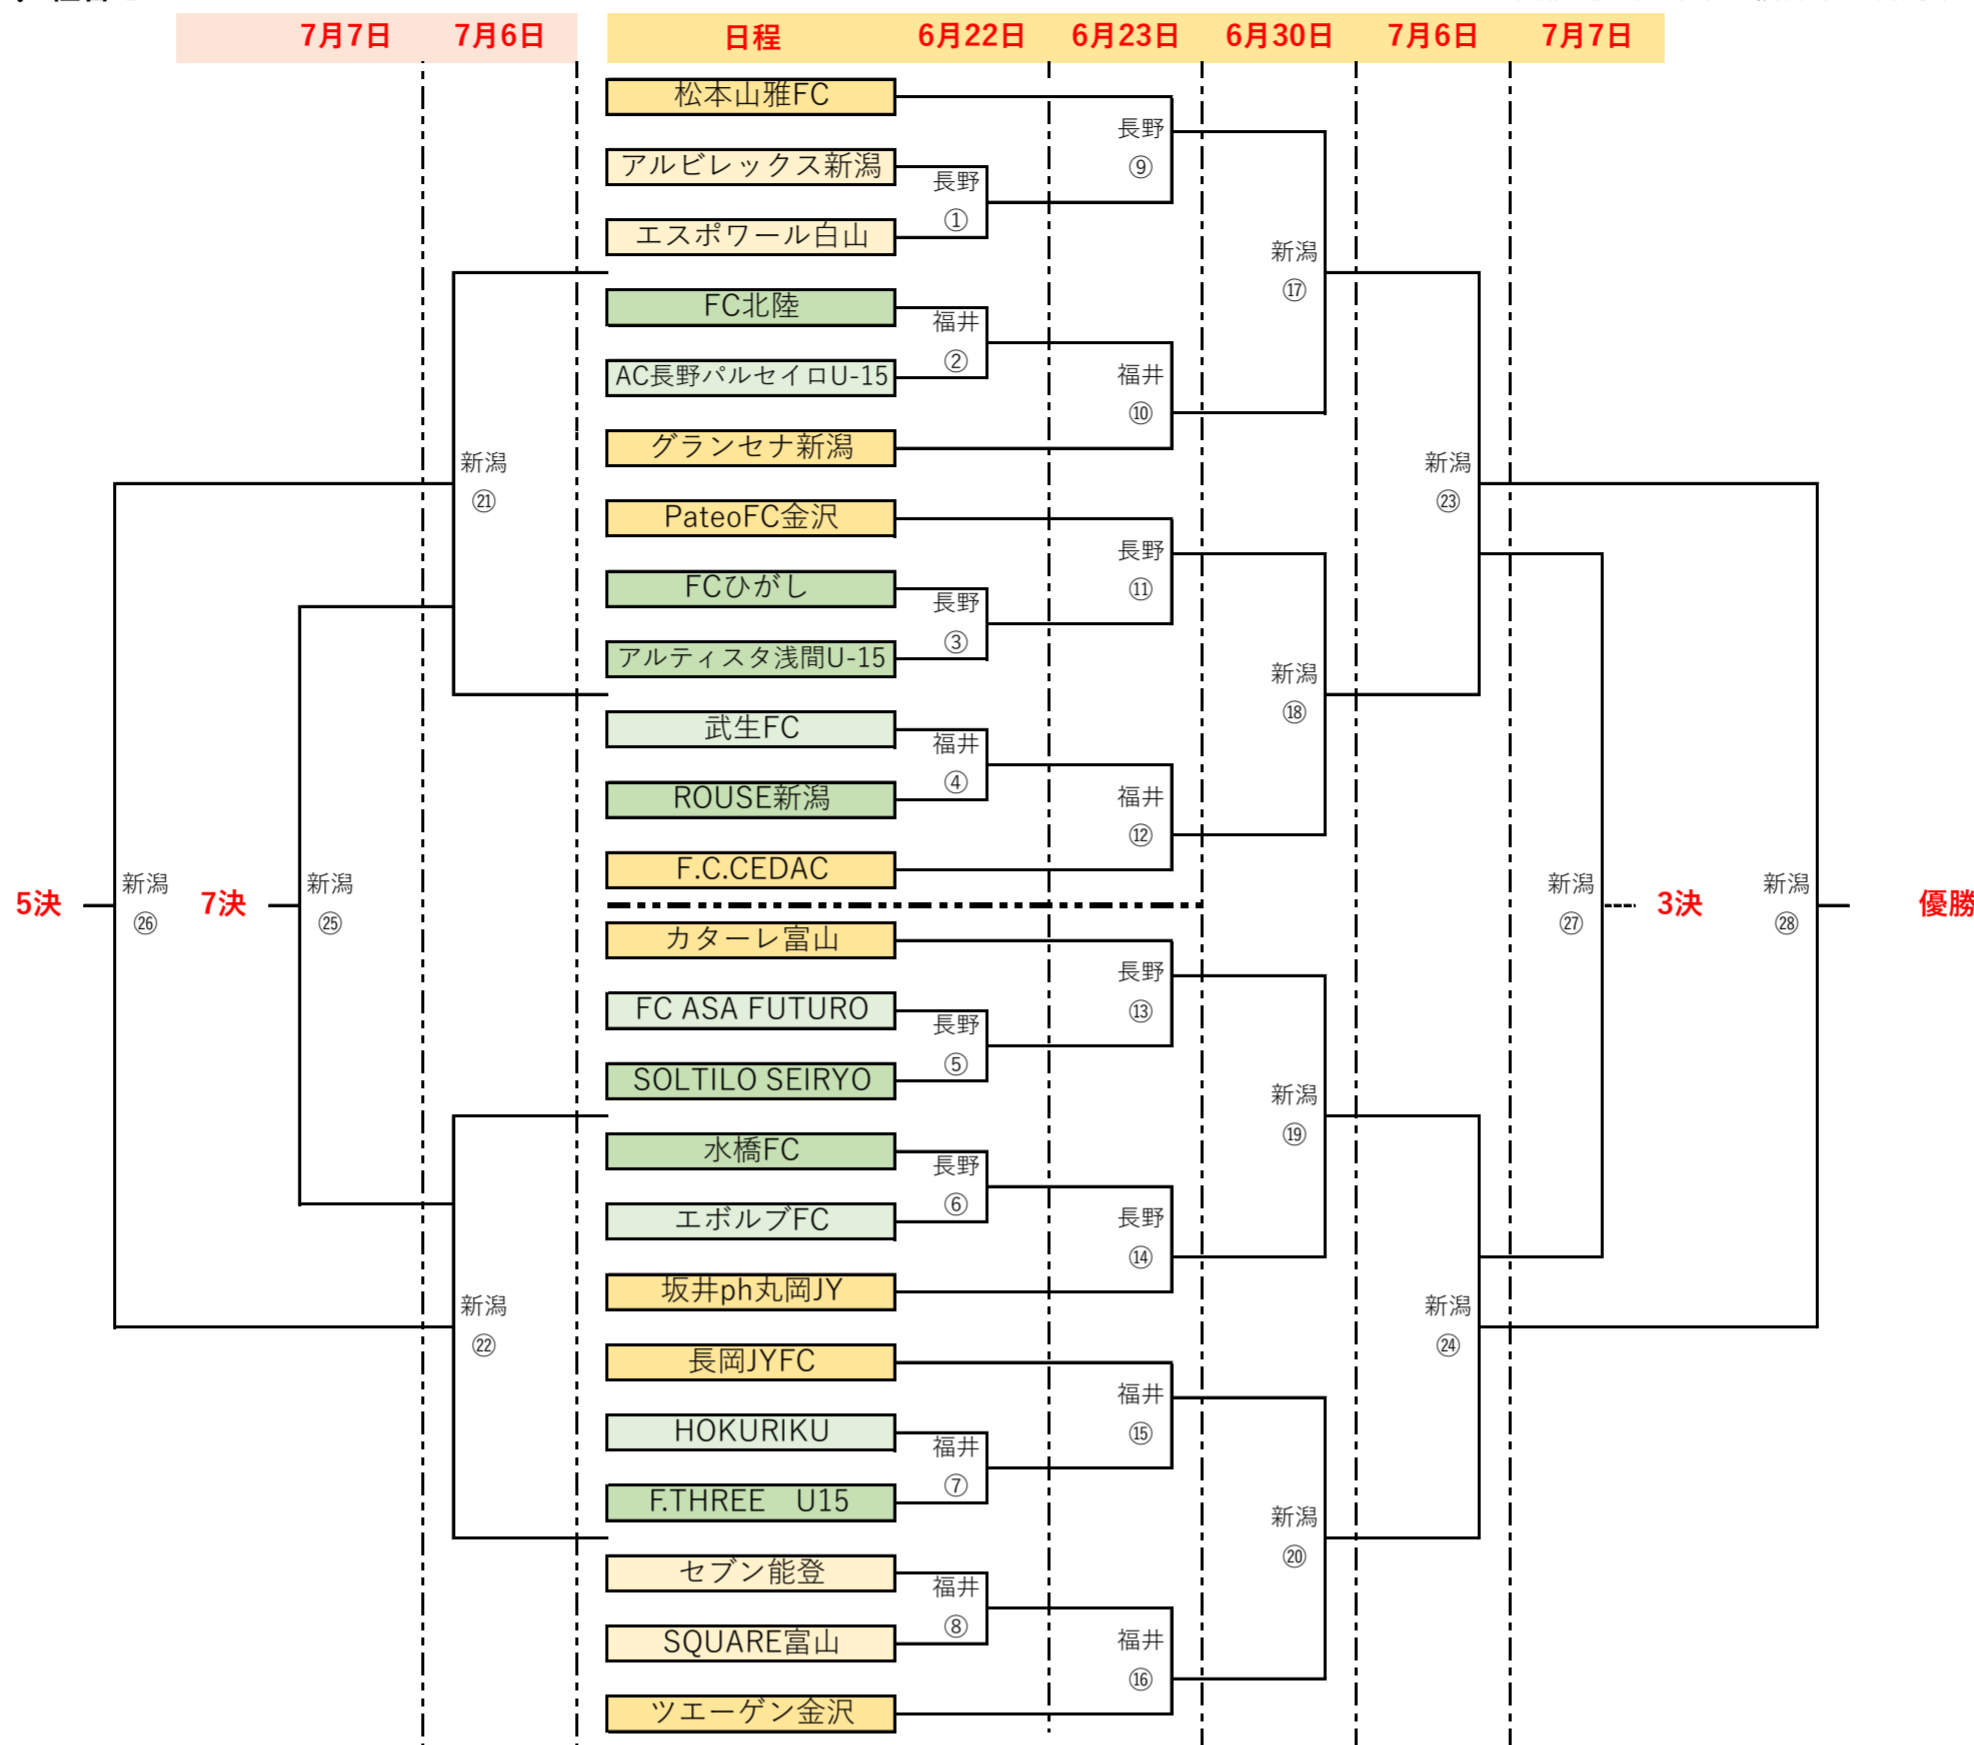 7月7日 7月6日 日程 6月22日 6月23日 6月30日 7月6日 7月7日
松本山雅FC
長野
⑨
アルビレックス新潟
長野
①
エスポワール白山
新潟
⑰
FC北陸
福井
②
AC長野パルセイロU-15
福井
⑩
グランセナ新潟
新潟
㉑
新潟
㉓
PateoFC金沢
長野
⑪
FCひがし
長野
③
アルティスタ浅間U-15
新潟
⑱
武生FC
福井
④
ROUSE新潟
福井
⑫
F.C.CEDAC
5決
新潟
㉖
7決
新潟
㉕
新潟
㉗
3決
新潟
㉘
優勝
カターレ富山
長野
⑬
FC ASA FUTURO
長野
⑤
SOLTILO SEIRYO
新潟
⑲
水橋FC
長野
⑥
エボルブFC
長野
⑭
坂井ph丸岡JY
新潟
㉒
新潟
㉔
長岡JYFC
福井
⑮
HOKURIKU
福井
⑦
F.THREE　U15
新潟
⑳
セブン能登
福井
⑧
SQUARE富山
福井
⑯
ツエーゲン金沢